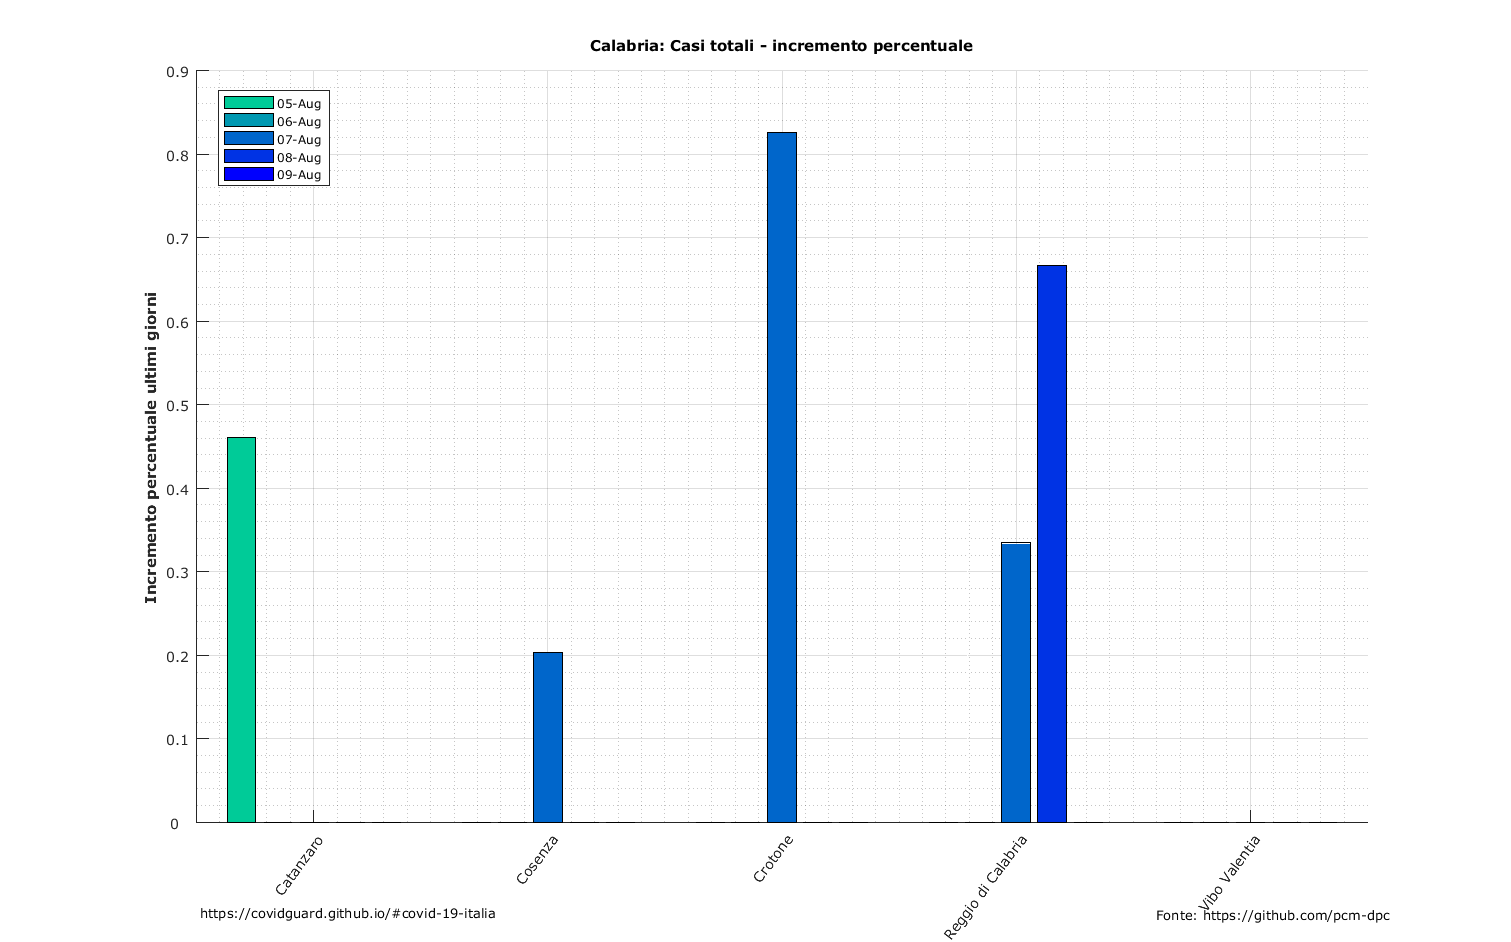 Calabria: Casi totali - incremento percentuale
0.9
0.8
0.7
0.6
0.5
0.4
0.3
0.2
0.1
0
05-Aug
06-Aug
07-Aug
08-Aug
09-Aug
Incremento percentuale ultimi giorni
Catanzaro
Cosenza
Crotone
Reggio di Calabria
Vibo Valentia
https://covidguard.github.io/#covid-19-italia
Fonte: https://github.com/pcm-dpc